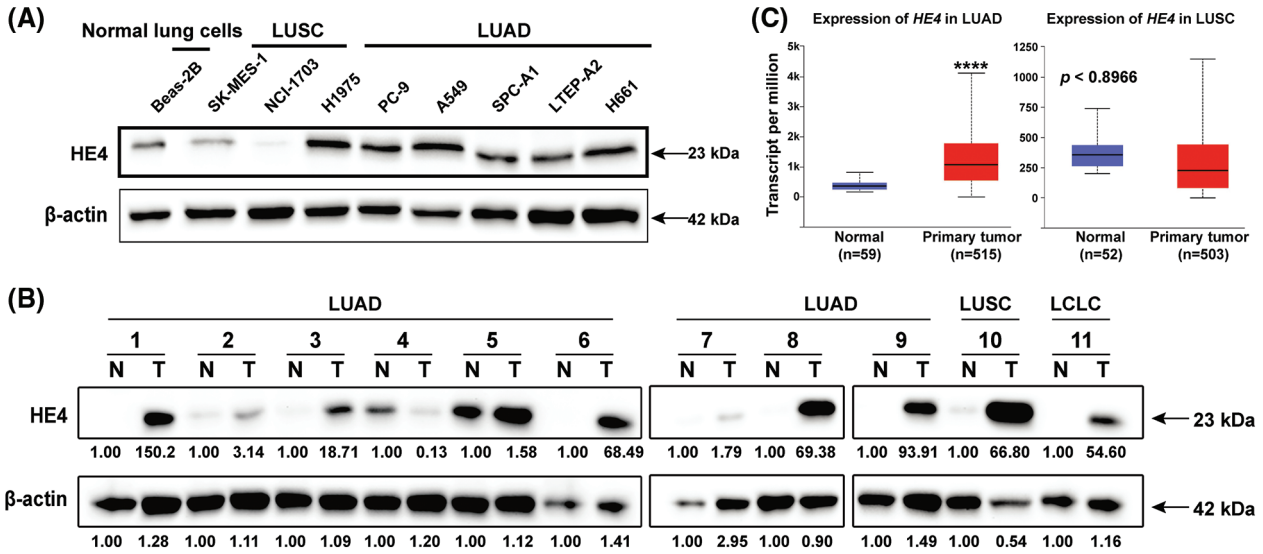 (A)
Normal lung cells
LUSC
LUAD
Beas-2B
SK-MES-1
NCI-1703
H1975
PC-9
A549
SPC-A1
LTEP-A2
H661
HE4
23 kDa
β-actin
42 kDa
(C)
Expression of HE4 in LUAD
Expression of HE4 in LUSC
Transcript per million
5k
4k
3k
2k
1k
0
****
Normal
(n=59)
Primary tumor
(n=515)
1250
1000
750
500
250
0
p < 0.8966
Normal
(n=52)
Primary tumor
(n=503)
(B)
LUAD
LUAD
LUSC
LCLC
1 2 3 4 5 6 7 8 9 10 11
N T N T N T N T N T N T N T N T N T N T N T
HE4
23 kDa
1.00 150.2 1.00 3.14 1.00 18.71 1.00 0.13 1.00 1.58 1.00 68.49 1.00 1.79 1.00 69.38 1.00 93.91 1.00 66.80 1.00 54.60
β-actin
42 kDa
1.00 1.28 1.00 1.11 1.00 1.09 1.00 1.20 1.00 1.12 1.00 1.41 1.00 2.95 1.00 0.90 1.00 1.49 1.00 0.54 1.00 1.16